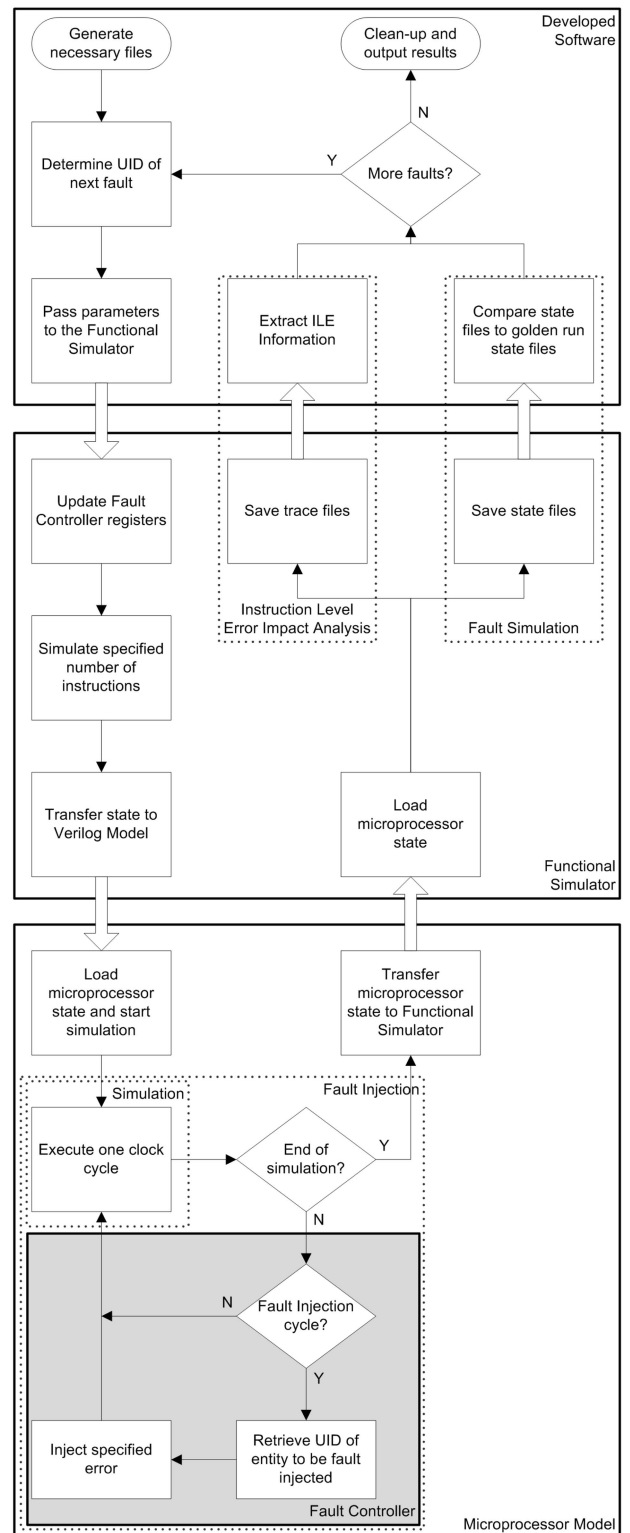 Developed
Software
Generate
necessary files
Clean-up and
output results
N
Y
Determine UID of
next fault
More faults?
Pass parameters
to the Functional
Simulator
Extract ILE
Information
Compare state
files to golden run
state files
Update Fault
Controller registers
Save trace files
Save state files
Instruction Level
Error Impact Analysis
Fault Simulation
Simulate specified
number of
instructions
Transfer state to
Verilog Model
Load
microprocessor
state
Functional
Simulator
Load
microprocessor
state and start
simulation
Transfer
microprocessor
state to Functional
Simulator
Simulation
Fault Injection
Execute one clock
cycle
End of
simulation?
Y
N
N
Fault Injection
cycle?
Y
Inject specified
error
Retrieve UID of
entity to be fault
injected
Fault Controller
Microprocessor Model